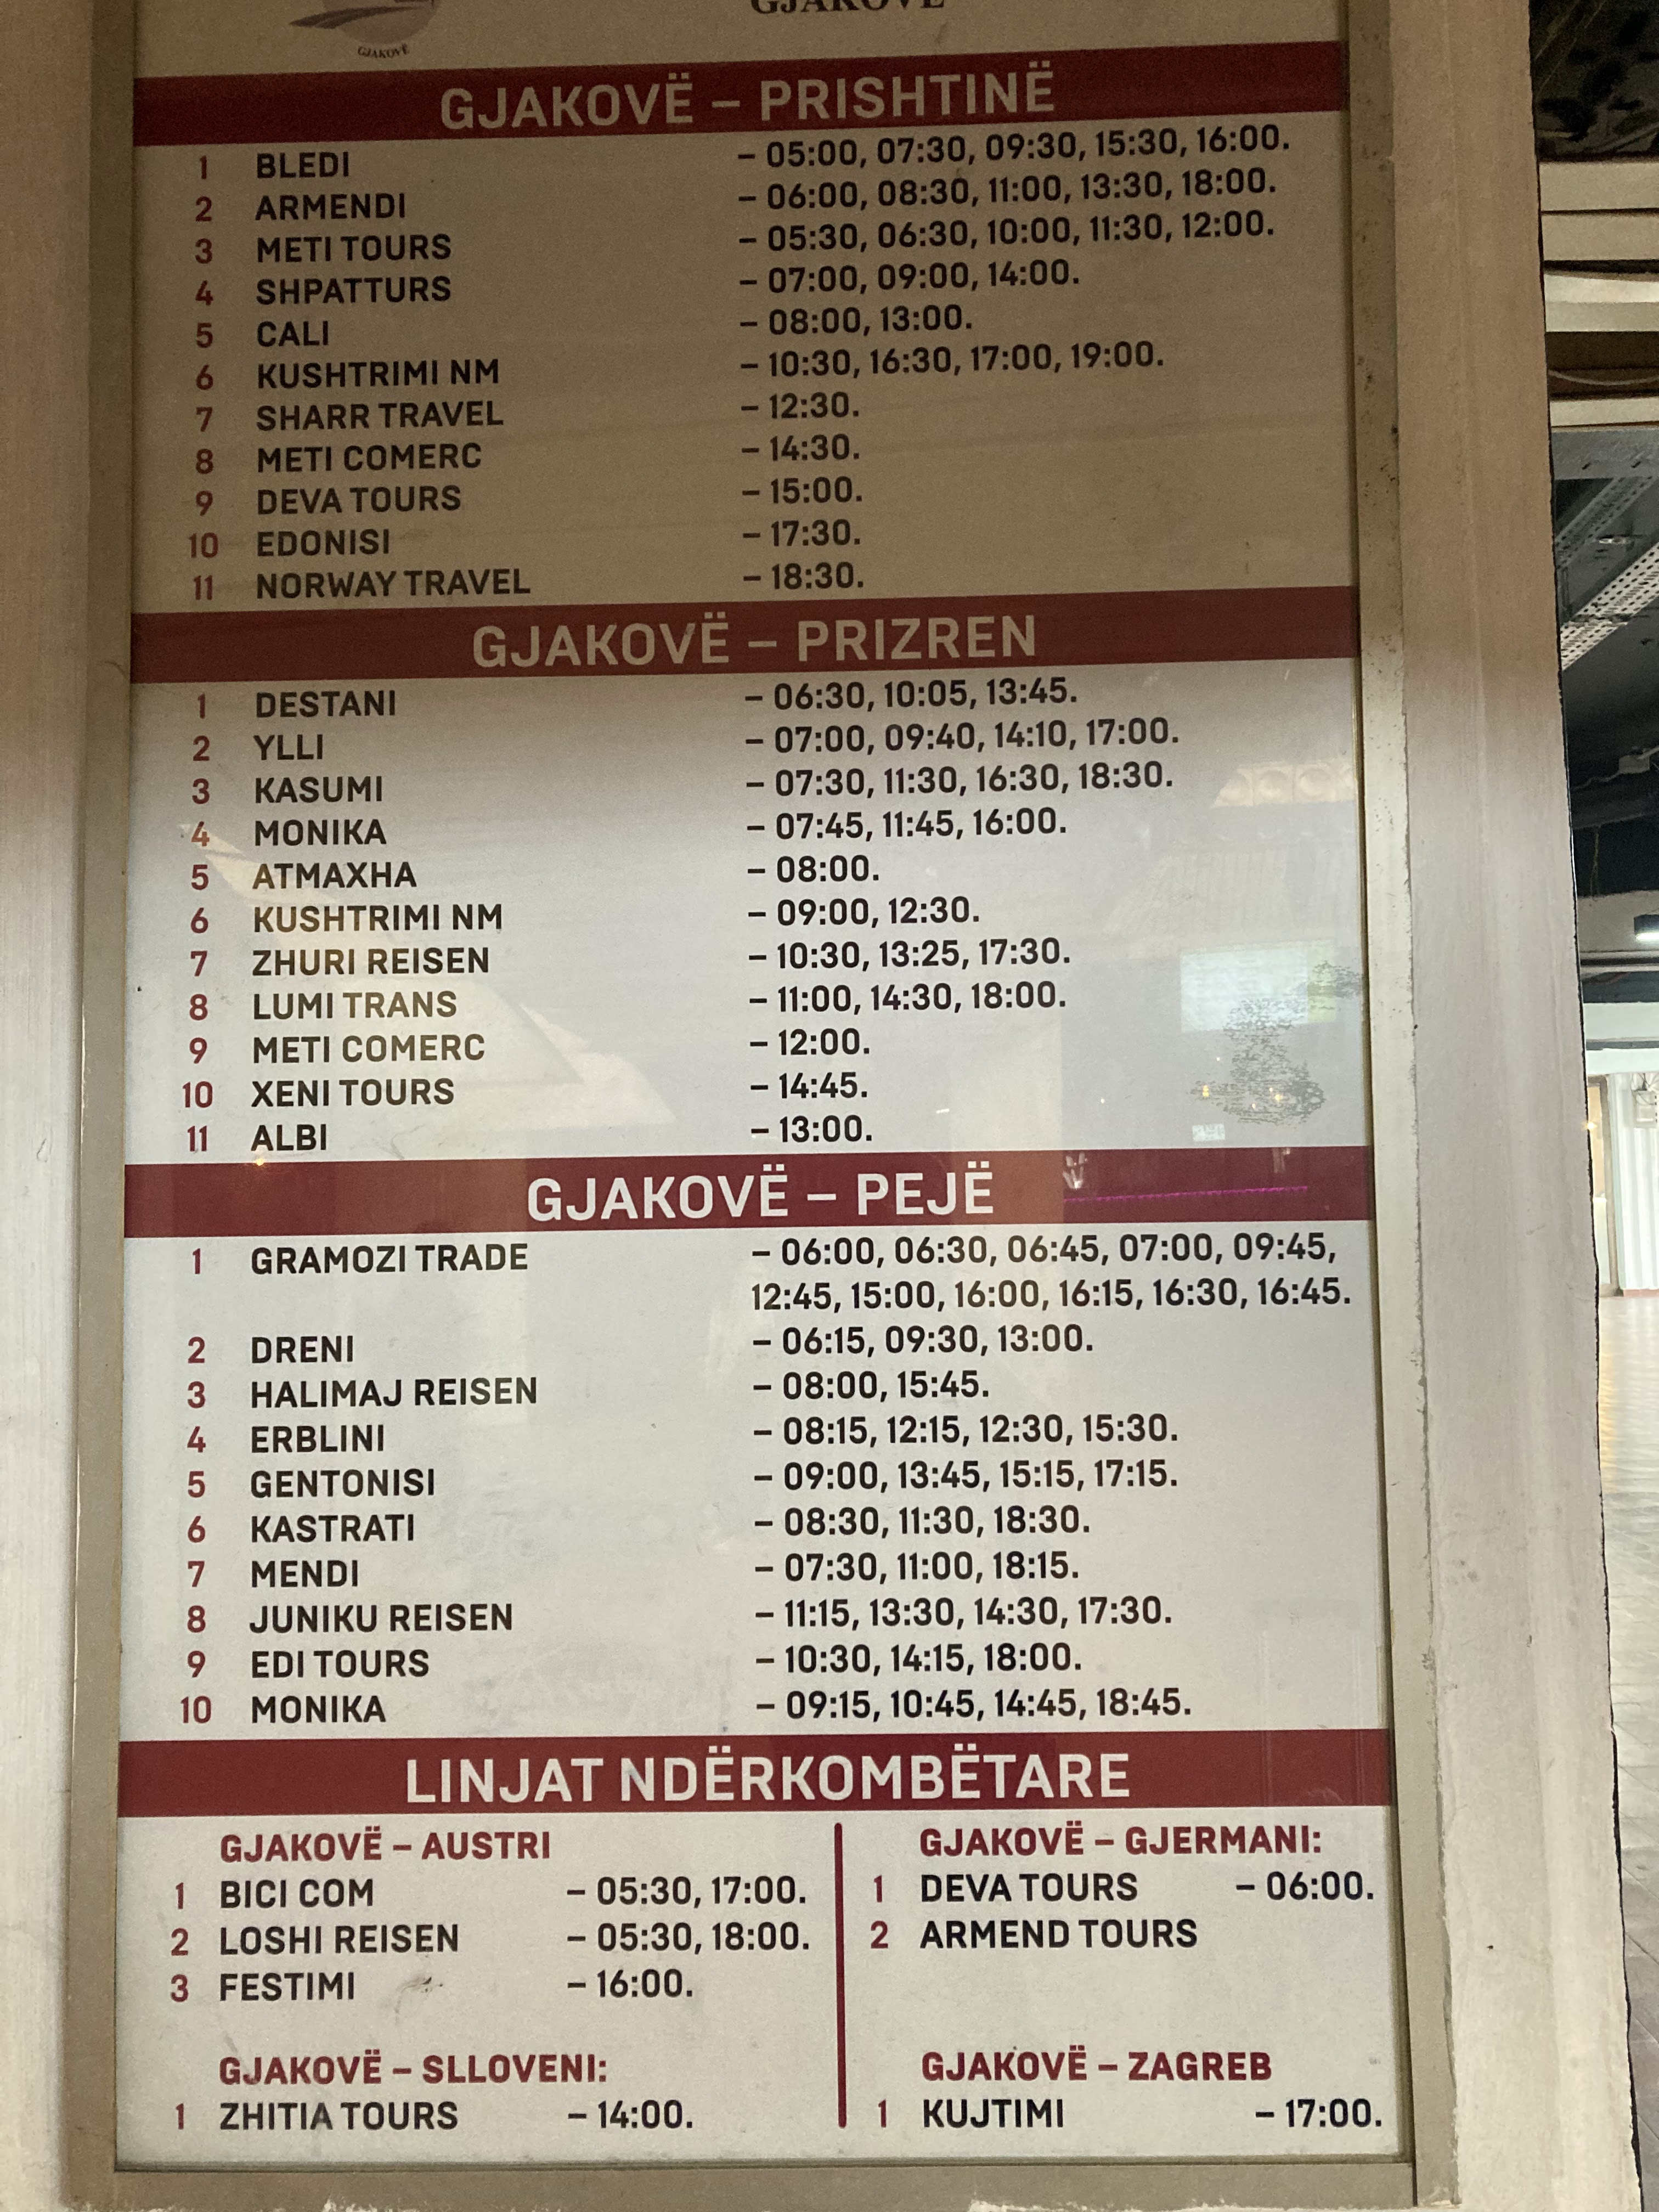 GJAKOVË
GJAKOVË
GJAKOVË – PRISHTINË
1 BLEDI – 05:00, 07:30, 09:30, 15:30, 16:00.
2 ARMENDI – 06:00, 08:30, 11:00, 13:30, 18:00.
3 METI TOURS – 05:30, 06:30, 10:00, 11:30, 12:00.
4 SHPATTURS – 07:00, 09:00, 14:00.
5 CALI – 08:00, 13:00.
6 KUSHTRIMI NM – 10:30, 16:30, 17:00, 19:00.
7 SHARR TRAVEL – 12:30.
8 METI COMERC – 14:30.
9 DEVA TOURS – 15:00.
10 EDONISI – 17:30.
11 NORWAY TRAVEL – 18:30.
GJAKOVË – PRIZREN
1 DESTANI – 06:30, 10:05, 13:45.
2 YLLI – 07:00, 09:40, 14:10, 17:00.
3 KASUMI – 07:30, 11:30, 16:30, 18:30.
4 MONIKA – 07:45, 11:45, 16:00.
5 ATMAXHA – 08:00.
6 KUSHTRIMI NM – 09:00, 12:30.
7 ZHURI REISEN – 10:30, 13:25, 17:30.
8 LUMI TRANS – 11:00, 14:30, 18:00.
9 METI COMERC – 12:00.
10 XENI TOURS – 14:45.
11 ALBI – 13:00.
GJAKOVË – PEJË
1 GRAMOZI TRADE – 06:00, 06:30, 06:45, 07:00, 09:45,
12:45, 15:00, 16:00, 16:15, 16:30, 16:45.
2 DRENI – 06:15, 09:30, 13:00.
3 HALIMAJ REISEN – 08:00, 15:45.
4 ERBLINI – 08:15, 12:15, 12:30, 15:30.
5 GENTONISI – 09:00, 13:45, 15:15, 17:15.
6 KASTRATI – 08:30, 11:30, 18:30.
7 MENDI – 07:30, 11:00, 18:15.
8 JUNIKU REISEN – 11:15, 13:30, 14:30, 17:30.
9 EDI TOURS – 10:30, 14:15, 18:00.
10 MONIKA – 09:15, 10:45, 14:45, 18:45.
LINJAT NDËRKOMBËTARE
GJAKOVË – AUSTRI
1 BICI COM – 05:30, 17:00.
2 LOSHI REISEN – 05:30, 18:00.
3 FESTIMI – 16:00.
GJAKOVË – SLLOVENI:
1 ZHITIA TOURS – 14:00.
GJAKOVË – GJERMANI:
1 DEVA TOURS – 06:00.
2 ARMEND TOURS
GJAKOVË – ZAGREB
1 KUJTIMI – 17:00.